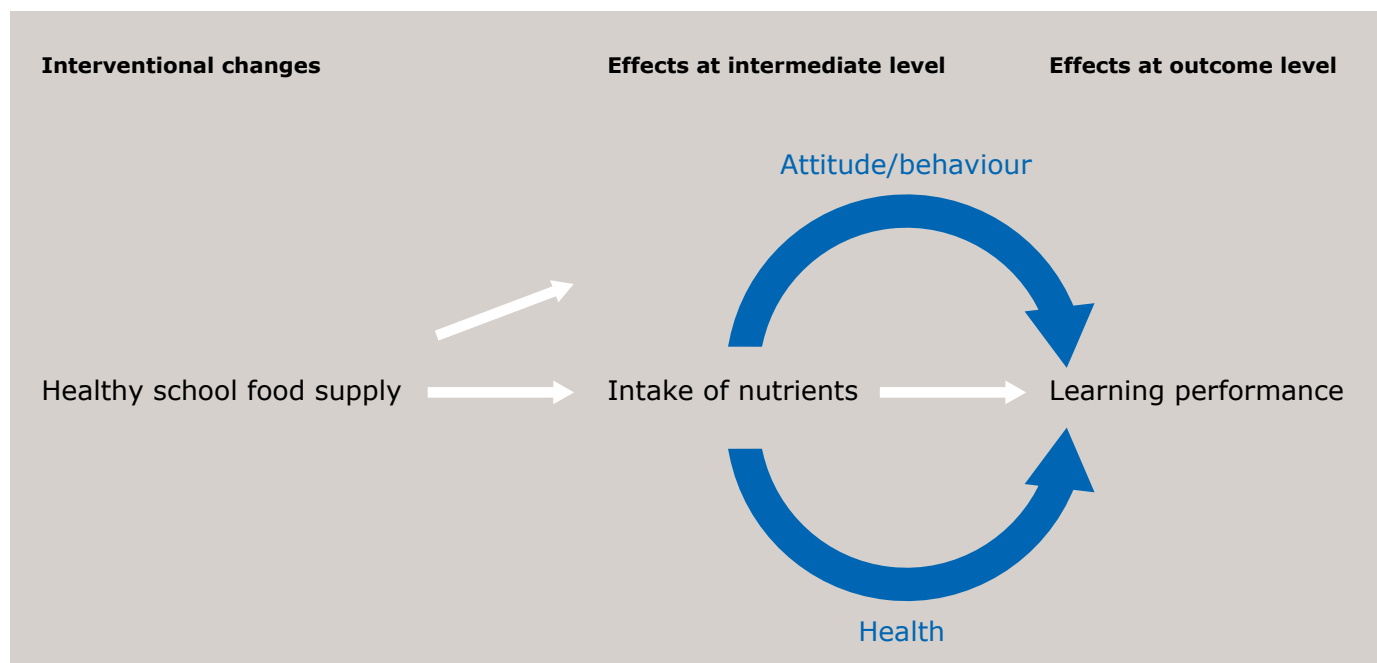 Interventional changes
Effects at intermediate level
Effects at outcome level
Attitude/behaviour
Healthy school food supply
Intake of nutrients
Learning performance
Health